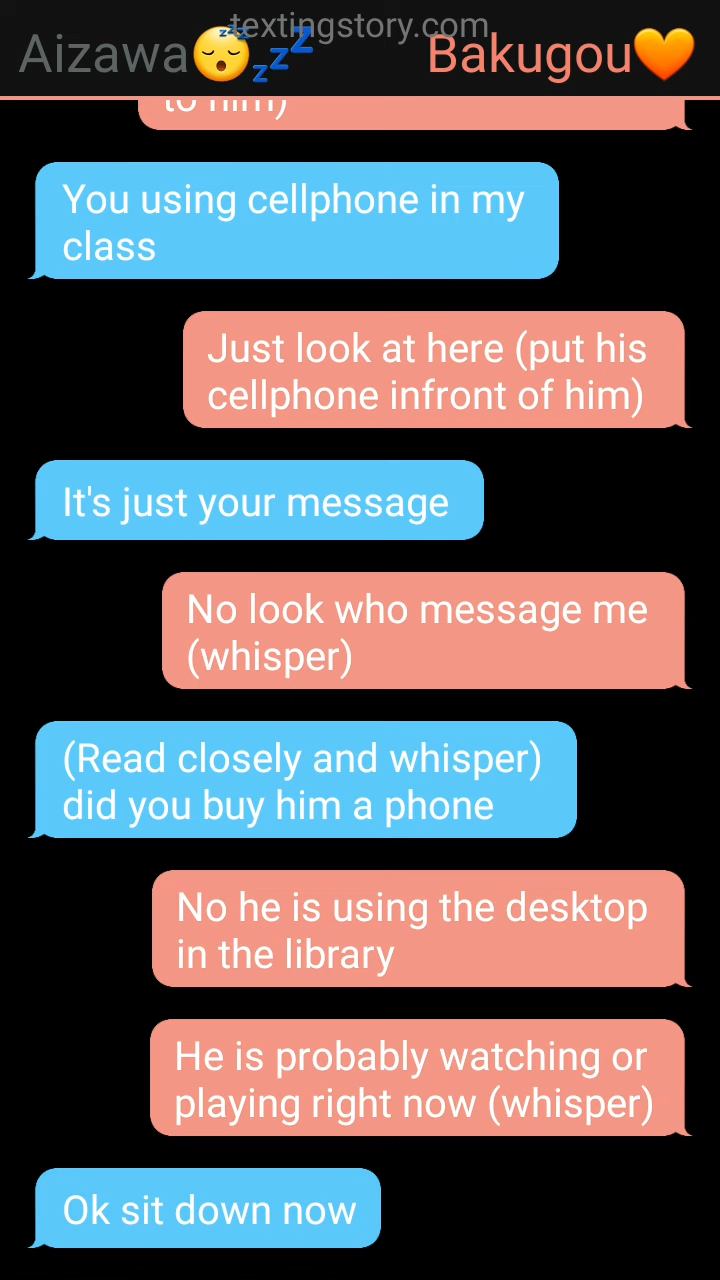 textingstory.com
Aizawa😴💤 Bakugou🧡
to him)
You using cellphone in my
class
Just look at here (put his
cellphone infront of him)
It's just your message
No look who message me
(whisper)
(Read closely and whisper)
did you buy him a phone
No he is using the desktop
in the library
He is probably watching or
playing right now (whisper)
Ok sit down now